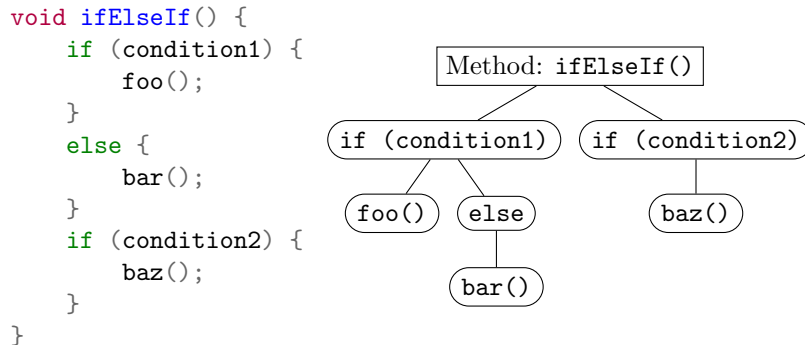 void ifElseIf() {
    if (condition1) {
        foo();
    }
    else {
        bar();
    }
    if (condition2) {
        baz();
    }
}
Method: ifElseIf()
if (condition1)
if (condition2)
foo()
else
baz()
bar()